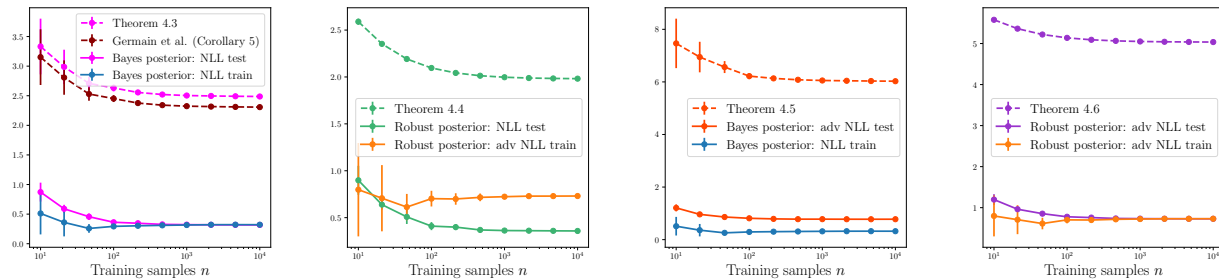 3.5
3.0
2.5
2.0
1.5
1.0
0.5
0.0
Theorem 4.3
Germain et al. (Corollary 5)
Bayes posterior: NLL test
Bayes posterior: NLL train
10¹
10²
10³
10⁴
Training samples n
2.5
2.0
1.5
1.0
0.5
Theorem 4.4
Robust posterior: NLL test
Robust posterior: adv NLL train
10¹
10²
10³
10⁴
Training samples n
8
6
4
2
0
Theorem 4.5
Bayes posterior: adv NLL test
Bayes posterior: NLL train
10¹
10²
10³
10⁴
Training samples n
5
4
3
2
1
Theorem 4.6
Robust posterior: adv NLL test
Robust posterior: adv NLL train
10¹
10²
10³
10⁴
Training samples n